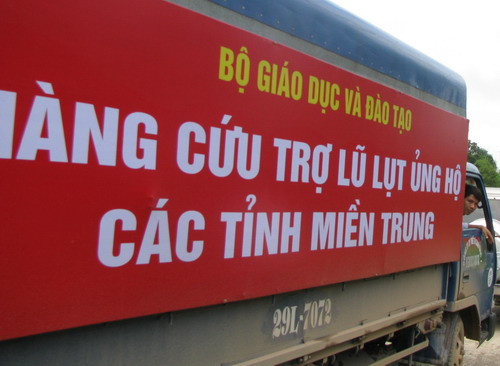 BỘ GIÁO DỤC VÀ ĐÀO TẠO
HÀNG CỨU TRỢ LŨ LỤT ỦNG HỘ
CÁC TỈNH MIỀN TRUNG
29L-7072